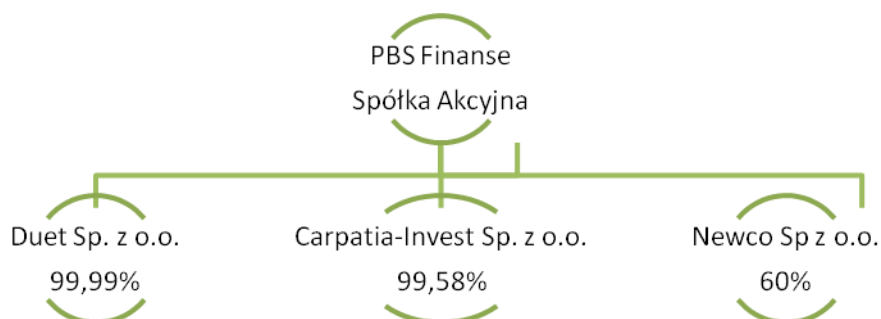 PBS Finanse
Spółka Akcyjna
Duet Sp. z o.o.
99,99%
Carpatia-Invest Sp. z o.o.
99,58%
Newco Sp z o.o.
60%